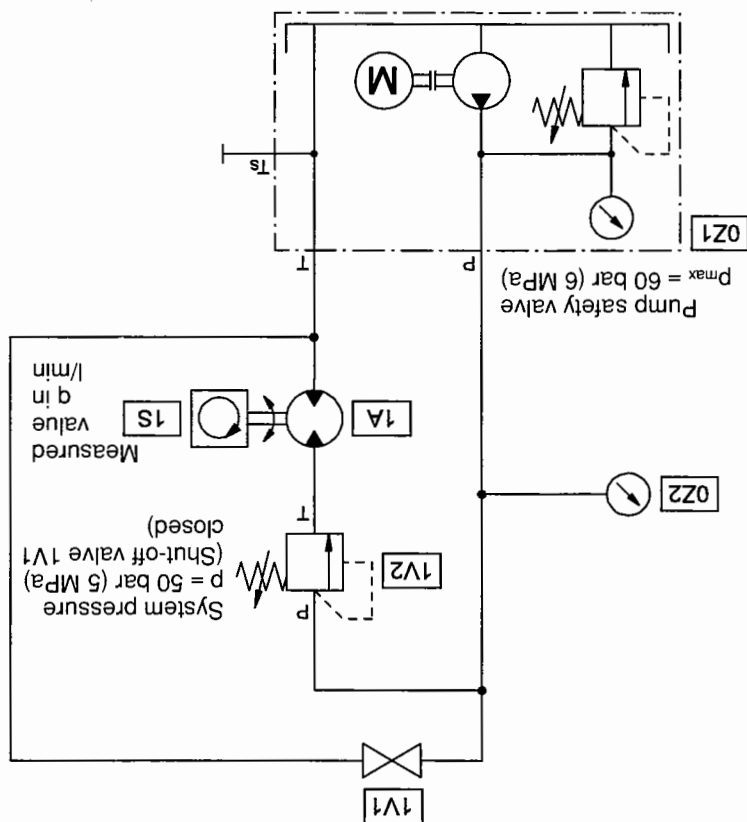 1V1
P
System pressure
p = 50 bar (5 MPa)
(Shut-off valve 1V1
closed)
1V2
T
0Z2
Measured
value
q in
l/min
1A
1S
Pump safety valve
pmax = 60 bar (6 MPa)
P
T
0Z1
Ts
M